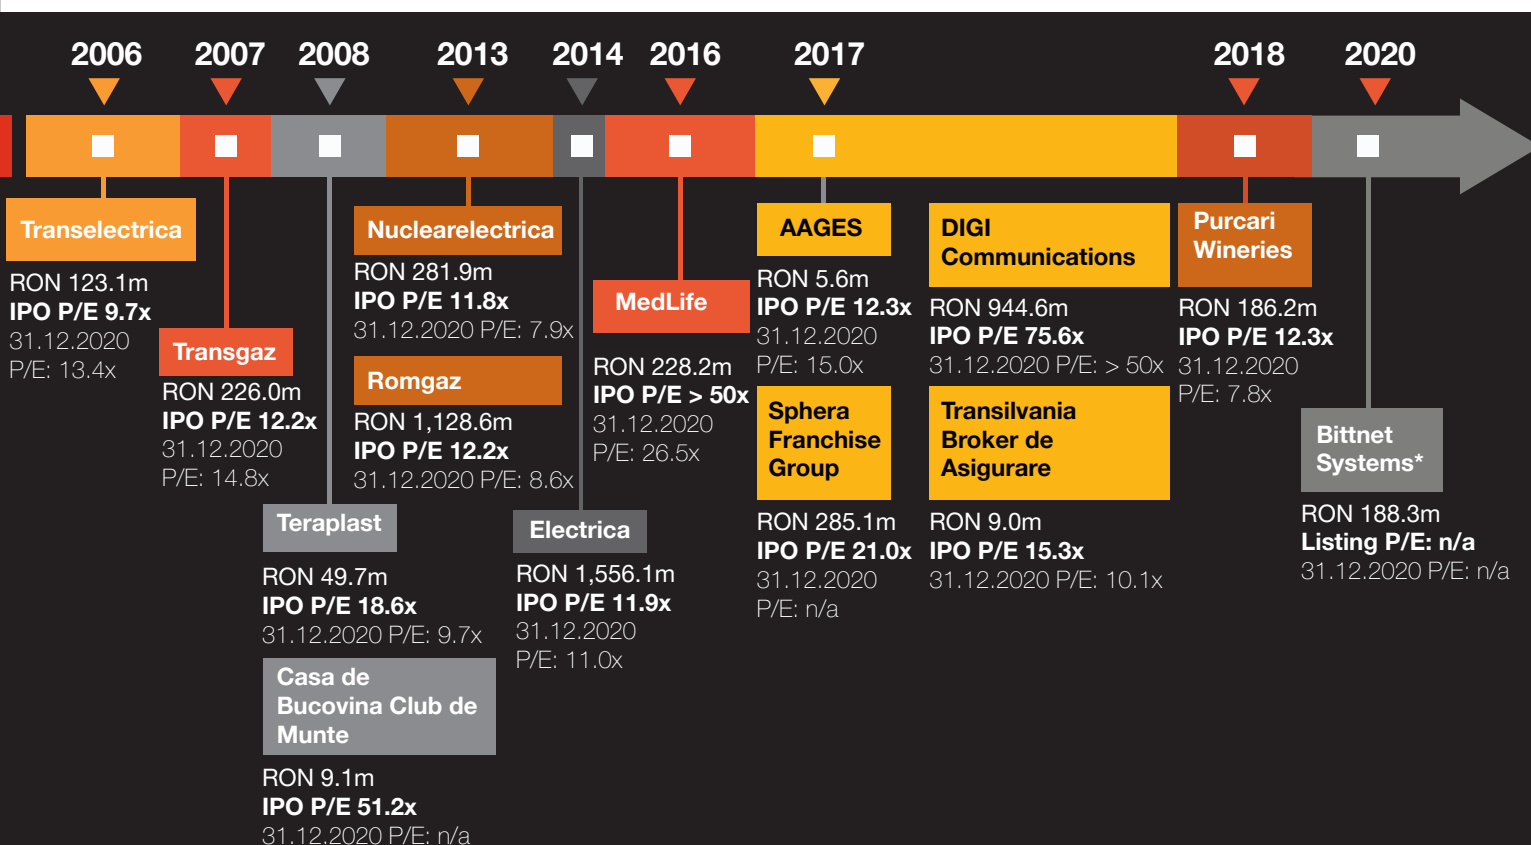 2006
2007
2008
2013
2014
2016
2017
2018
2020
Transelectrica
RON 123.1m
IPO P/E 9.7x
31.12.2020
P/E: 13.4x
Transgaz
RON 226.0m
IPO P/E 12.2x
31.12.2020
P/E: 14.8x
Teraplast
RON 49.7m
IPO P/E 18.6x
31.12.2020 P/E: 9.7x
Casa de
Bucovina Club de
Munte
RON 9.1m
IPO P/E 51.2x
31.12.2020 P/E: n/a
Nuclearelectrica
RON 281.9m
IPO P/E 11.8x
31.12.2020 P/E: 7.9x
Romgaz
RON 1,128.6m
IPO P/E 12.2x
31.12.2020 P/E: 8.6x
Electrica
RON 1,556.1m
IPO P/E 11.9x
31.12.2020
P/E: 11.0x
MedLife
RON 228.2m
IPO P/E > 50x
31.12.2020
P/E: 26.5x
AAGES
RON 5.6m
IPO P/E 12.3x
31.12.2020
P/E: 15.0x
Sphera
Franchise
Group
RON 285.1m
IPO P/E 21.0x
31.12.2020
P/E: n/a
DIGI
Communications
RON 944.6m
IPO P/E 75.6x
31.12.2020 P/E: > 50x
Transilvania
Broker de
Asigurare
RON 9.0m
IPO P/E 15.3x
31.12.2020 P/E: 10.1x
Purcari
Wineries
RON 186.2m
IPO P/E 12.3x
31.12.2020
P/E: 7.8x
Bittnet
Systems*
RON 188.3m
Listing P/E: n/a
31.12.2020 P/E: n/a